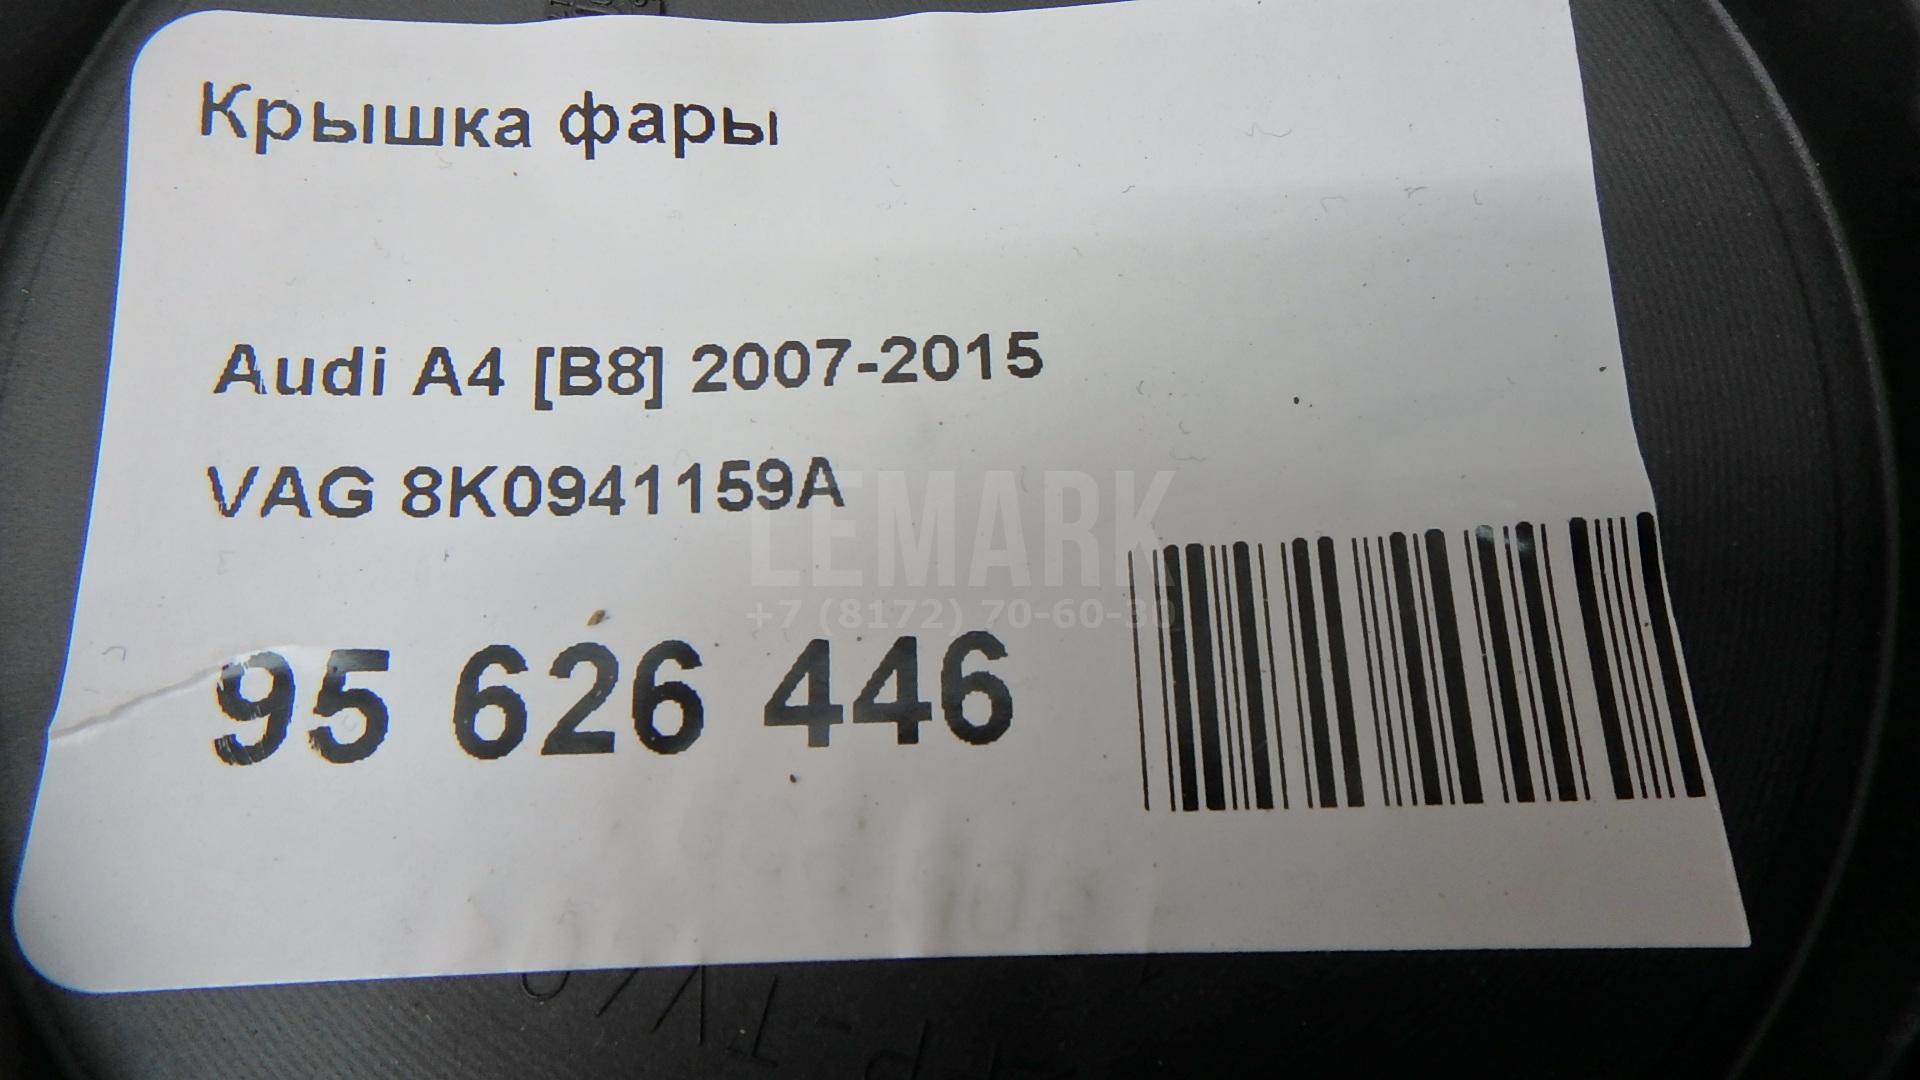 Крышка фары
Audi A4 [B8] 2007-2015
VAG 8K0941159A
LEMARK
+7 (8172) 70-60-30
95 626 446